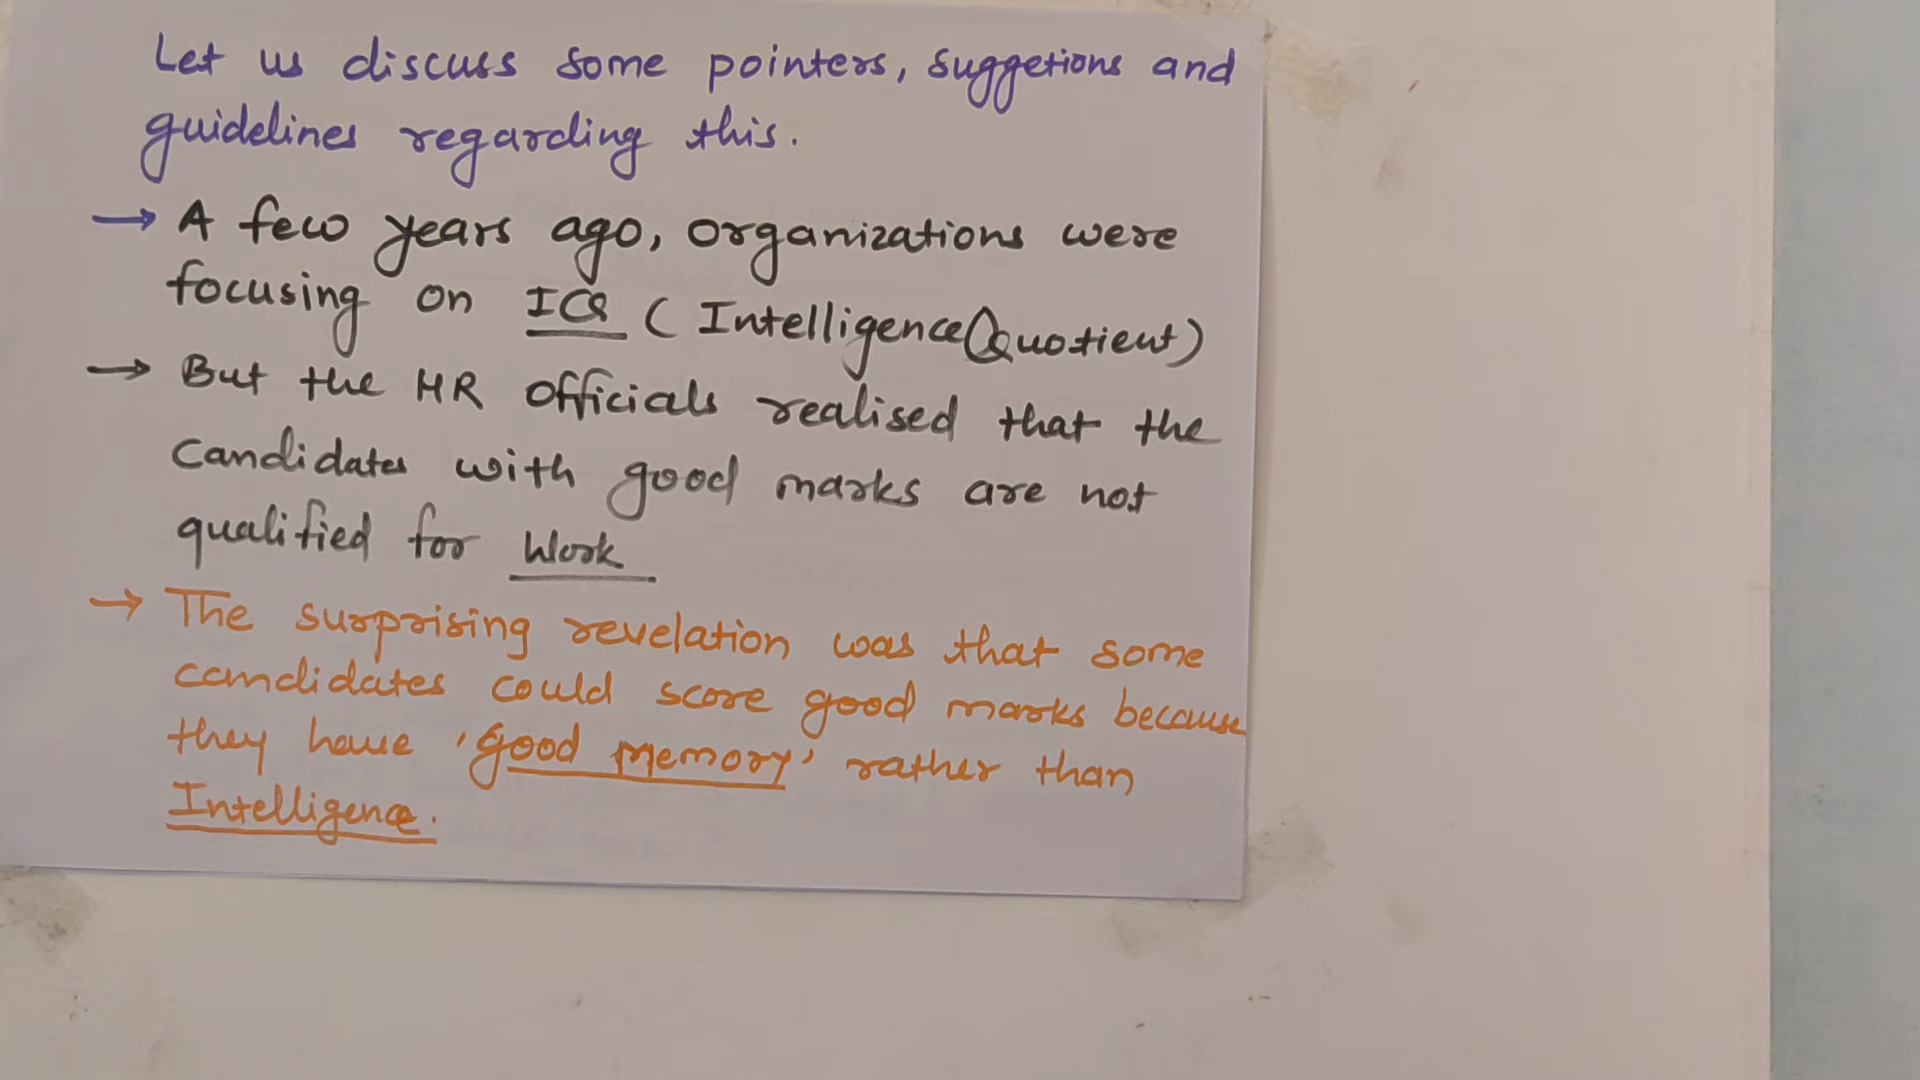 Let us discuss some pointers, suggetions and
guidelines regarding this.
→ A few years ago, organizations were
focusing on ICQ (Intelligence Quotient)
→ But the HR officials realised that the
candidates with good marks are not
qualified for Work
→ The surprising revelation was that some
candidates could score good marks because
they have 'good memory' rather than
Intelligence.